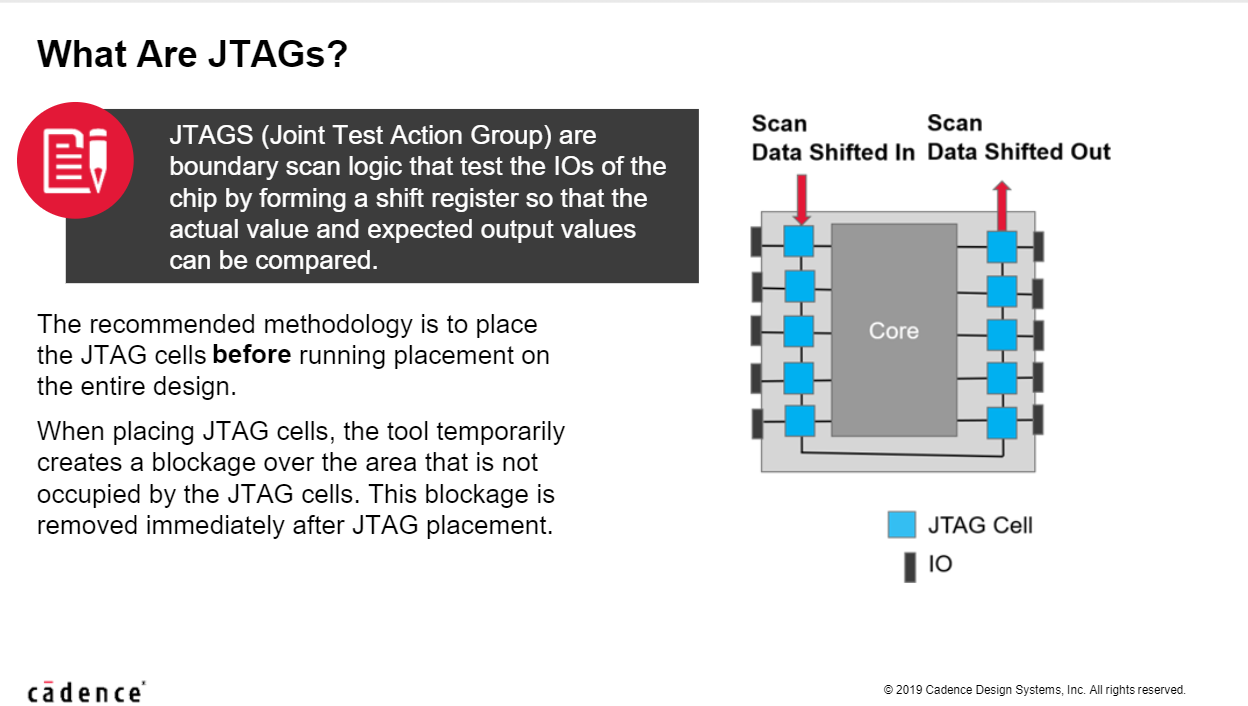 What Are JTAGs?
JTAGS (Joint Test Action Group) are
boundary scan logic that test the IOs of the
chip by forming a shift register so that the
actual value and expected output values
can be compared.
The recommended methodology is to place
the JTAG cells before running placement on
the entire design.
When placing JTAG cells, the tool temporarily
creates a blockage over the area that is not
occupied by the JTAG cells. This blockage is
removed immediately after JTAG placement.
Scan
Data Shifted In
Scan
Data Shifted Out
Core
JTAG Cell
IO
cādence
© 2019 Cadence Design Systems, Inc. All rights reserved.